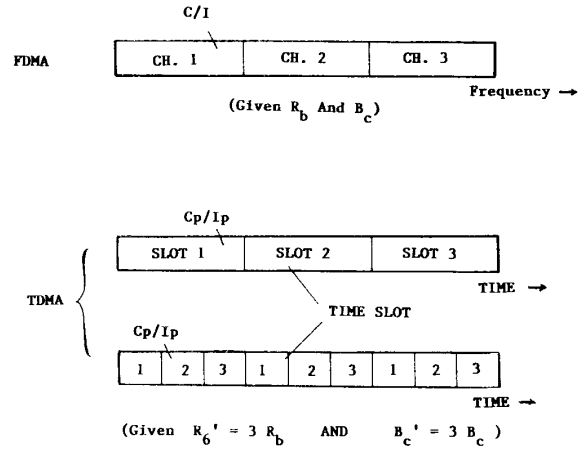 C/I
FDMA CH. 1 CH. 2 CH. 3
Frequency →
(Given R_b And B_c)
Cp/Ip
SLOT 1 SLOT 2 SLOT 3
TIME →
TDMA
TIME SLOT
Cp/Ip
1 2 3 1 2 3 1 2 3
TIME →
(Given R_6' = 3 R_b AND B_c' = 3 B_c )